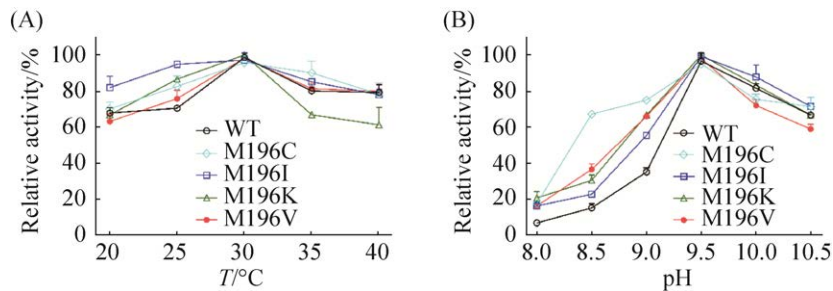 (A)
Relative activity/%
100
80
60
40
20
0
WT
M196C
M196I
M196K
M196V
20 25 30 35 40
T/°C
(B)
Relative activity/%
100
80
60
40
20
0
WT
M196C
M196I
M196K
M196V
8.0 8.5 9.0 9.5 10.0 10.5
pH